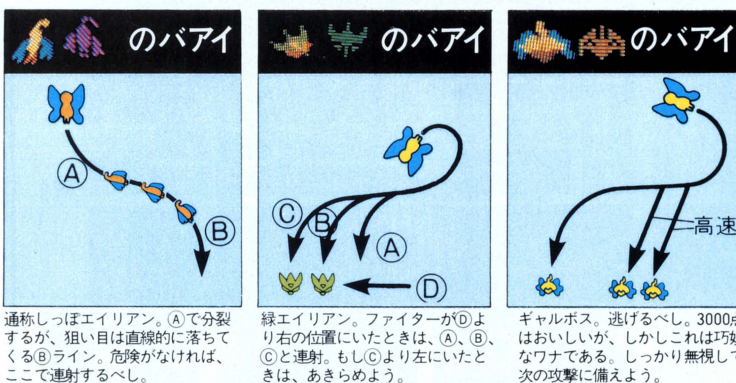 のバアイ
のバアイ
のバアイ
Ⓐ
Ⓑ
Ⓒ
Ⓑ
Ⓐ
Ⓓ
高速
通称しっぽエイリアン。Ⓐで分裂
するが、狙い目は直線的に落ちて
くるⒷライン。危険がなければ、
ここで連射するべし。
緑エイリアン。ファイターがⒹよ
り右の位置にいたときは、Ⓐ、Ⓑ、
Ⓒと連射。もしⒸより左にいたと
きは、あきらめよう。
ギャルボス。逃げるべし。3000点
はおいしいが、しかしこれは巧妙
なワナである。しっかり無視して
次の攻撃に備えよう。